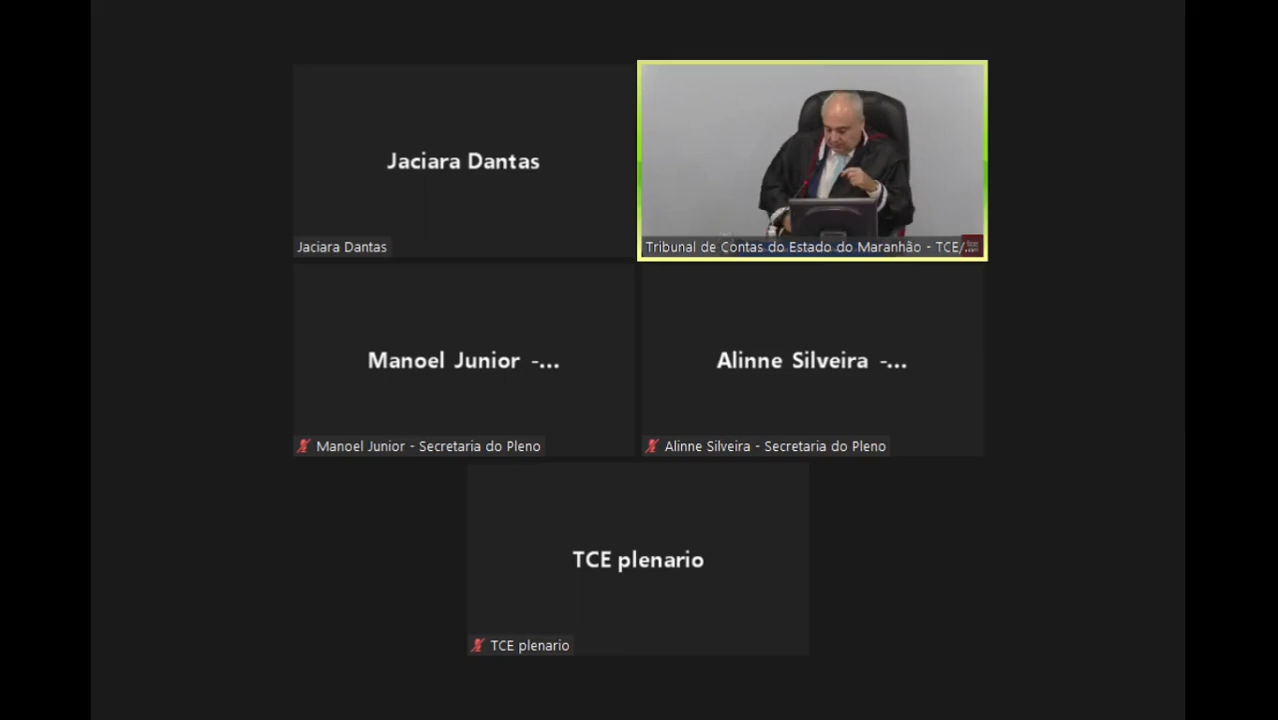 Jaciara Dantas
Jaciara Dantas
Tribunal de Contas do Estado do Maranhão - TCE/
Manoel Junior -...
Alinne Silveira -...
Manoel Junior - Secretaria do Pleno
Alinne Silveira - Secretaria do Pleno
TCE plenario
TCE plenario